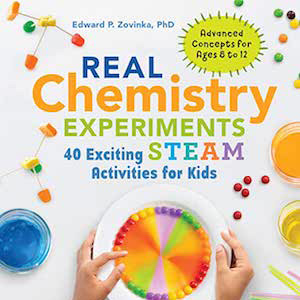 Edward P. Zovinka, PhD
Advanced
Concepts for
Ages 8 to 12
REAL
Chemistry
EXPERIMENTS
40 Exciting STEAM
Activities for Kids